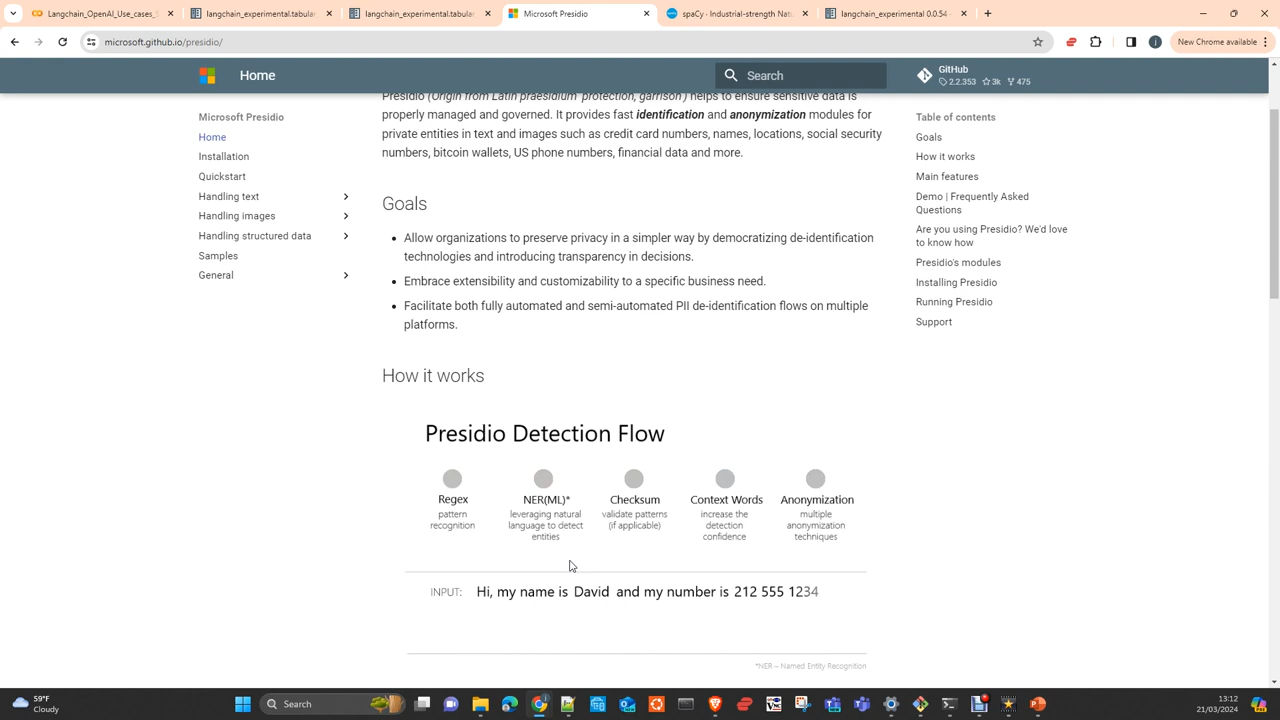 Langchain_OpenAI_Use_cases_S
langchain_experimental.tabular
langchain_experimental.tabular
Microsoft Presidio
spaCy · Industrial-strength Natu
langchain_experimental 0.0.54
microsoft.github.io/presidio/
New Chrome available
Home
Search
GitHub
2.2.353 3k 475
Microsoft Presidio
Home
Installation
Quickstart
Handling text
Handling images
Handling structured data
Samples
General
Presidio (Origin from Latin praesidium 'protection, garrison') helps to ensure sensitive data is
properly managed and governed. It provides fast identification and anonymization modules for
private entities in text and images such as credit card numbers, names, locations, social security
numbers, bitcoin wallets, US phone numbers, financial data and more.
Goals
Allow organizations to preserve privacy in a simpler way by democratizing de-identification
technologies and introducing transparency in decisions.
Embrace extensibility and customizability to a specific business need.
Facilitate both fully automated and semi-automated PII de-identification flows on multiple
platforms.
How it works
Presidio Detection Flow
Regex
pattern
recognition
NER(ML)*
leveraging natural
language to detect
entities
Checksum
validate patterns
(if applicable)
Context Words
increase the
detection
confidence
Anonymization
multiple
anonymization
techniques
INPUT: Hi, my name is David and my number is 212 555 1234
*NER – Named Entity Recognition
Table of contents
Goals
How it works
Main features
Demo | Frequently Asked
Questions
Are you using Presidio? We'd love
to know how
Presidio's modules
Installing Presidio
Running Presidio
Support
59°F
Cloudy
Search
13:12
21/03/2024